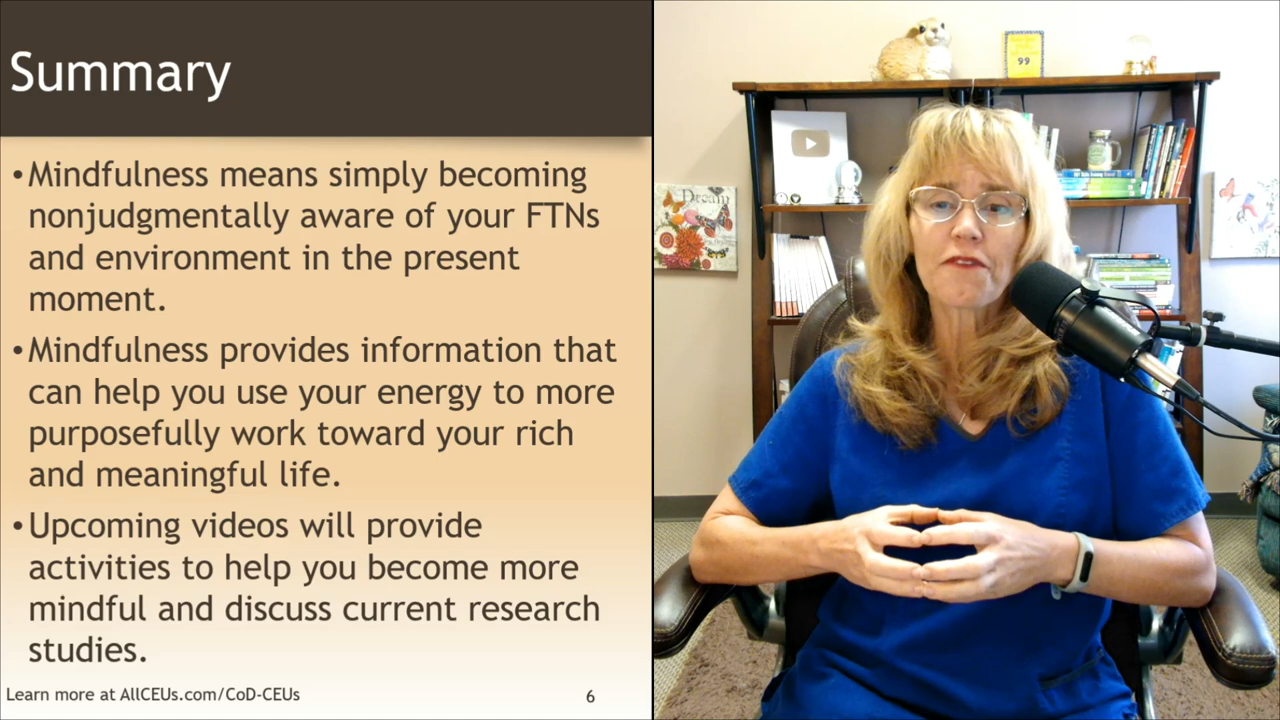 Summary
•Mindfulness means simply becoming
nonjudgmentally aware of your FTNs
and environment in the present
moment.
•Mindfulness provides information that
can help you use your energy to more
purposefully work toward your rich
and meaningful life.
•Upcoming videos will provide
activities to help you become more
mindful and discuss current research
studies.
Learn more at AllCEUs.com/CoD-CEUs
6
99
Dream